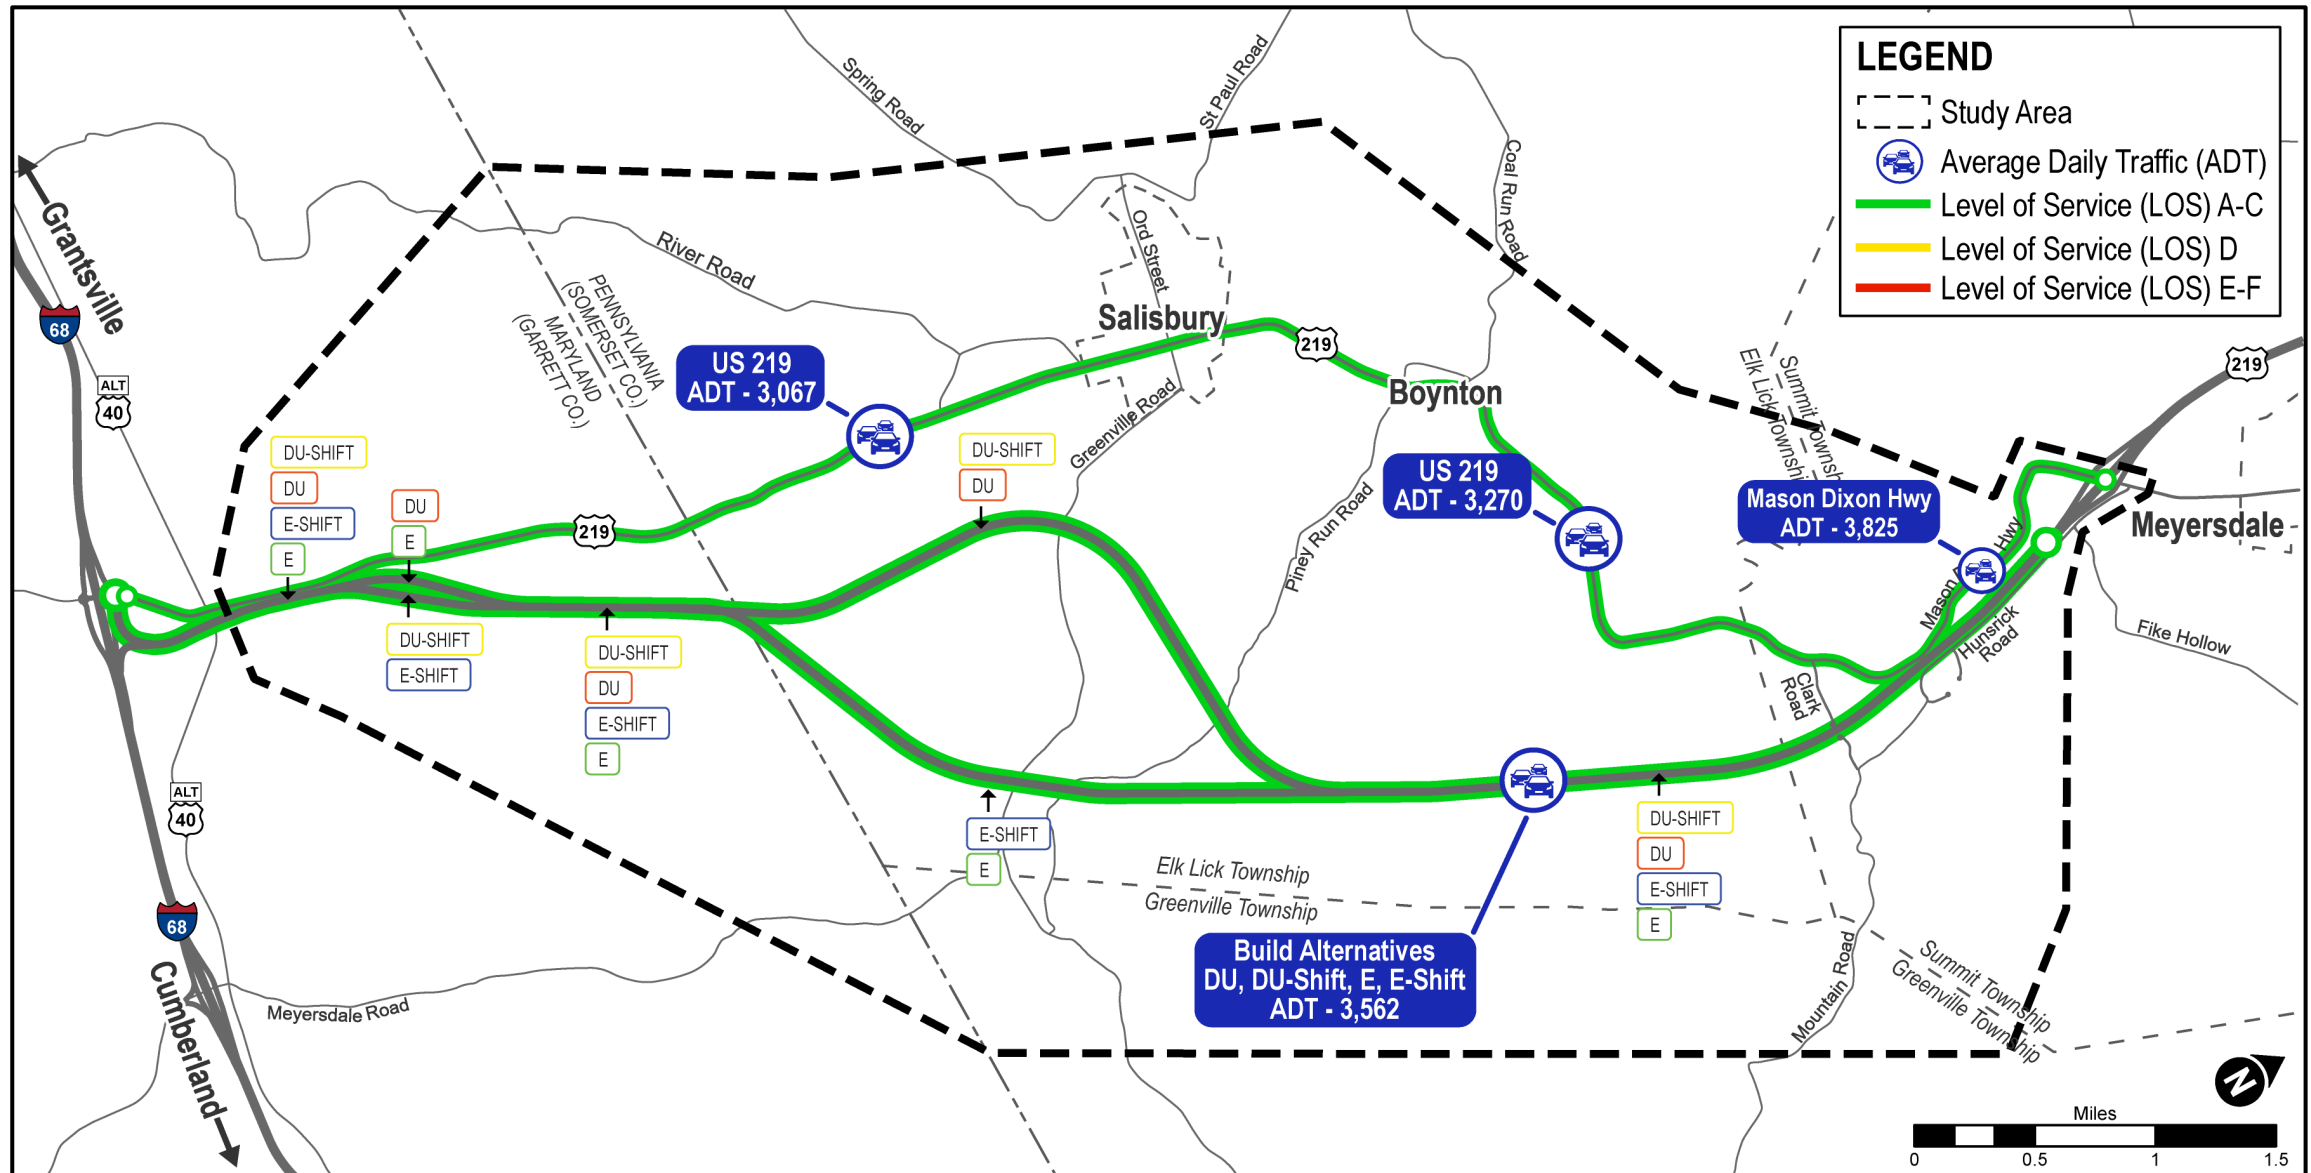 LEGEND
Study Area
Average Daily Traffic (ADT)
Level of Service (LOS) A-C
Level of Service (LOS) D
Level of Service (LOS) E-F
Spring Road
St Paul Road
Coal Run Road
Ord Street
River Road
Grantsville
68
ALT
40
PENNSYLVANIA
(SOMERSET CO.)
MARYLAND
(GARRETT CO.)
Salisbury
219
US 219
ADT - 3,067
Boynton
Greenville Road
Elk Lick Township
Summit Township
219
DU-SHIFT
DU
E-SHIFT
E
DU
E
219
DU-SHIFT
DU
US 219
ADT - 3,270
Mason Dixon Hwy
ADT - 3,825
Meyersdale
Piney Run Road
Mason
Hwy
Hunsrick
Road
Fike Hollow
DU-SHIFT
E-SHIFT
DU-SHIFT
DU
E-SHIFT
E
Clark
Road
ALT
40
E-SHIFT
E
DU-SHIFT
DU
E-SHIFT
E
Elk Lick Township
Greenville Township
68
Build Alternatives
DU, DU-Shift, E, E-Shift
ADT - 3,562
Mountain Road
Summit Township
Greenville Township
Cumberland
Meyersdale Road
N
Miles
0 0.5 1 1.5